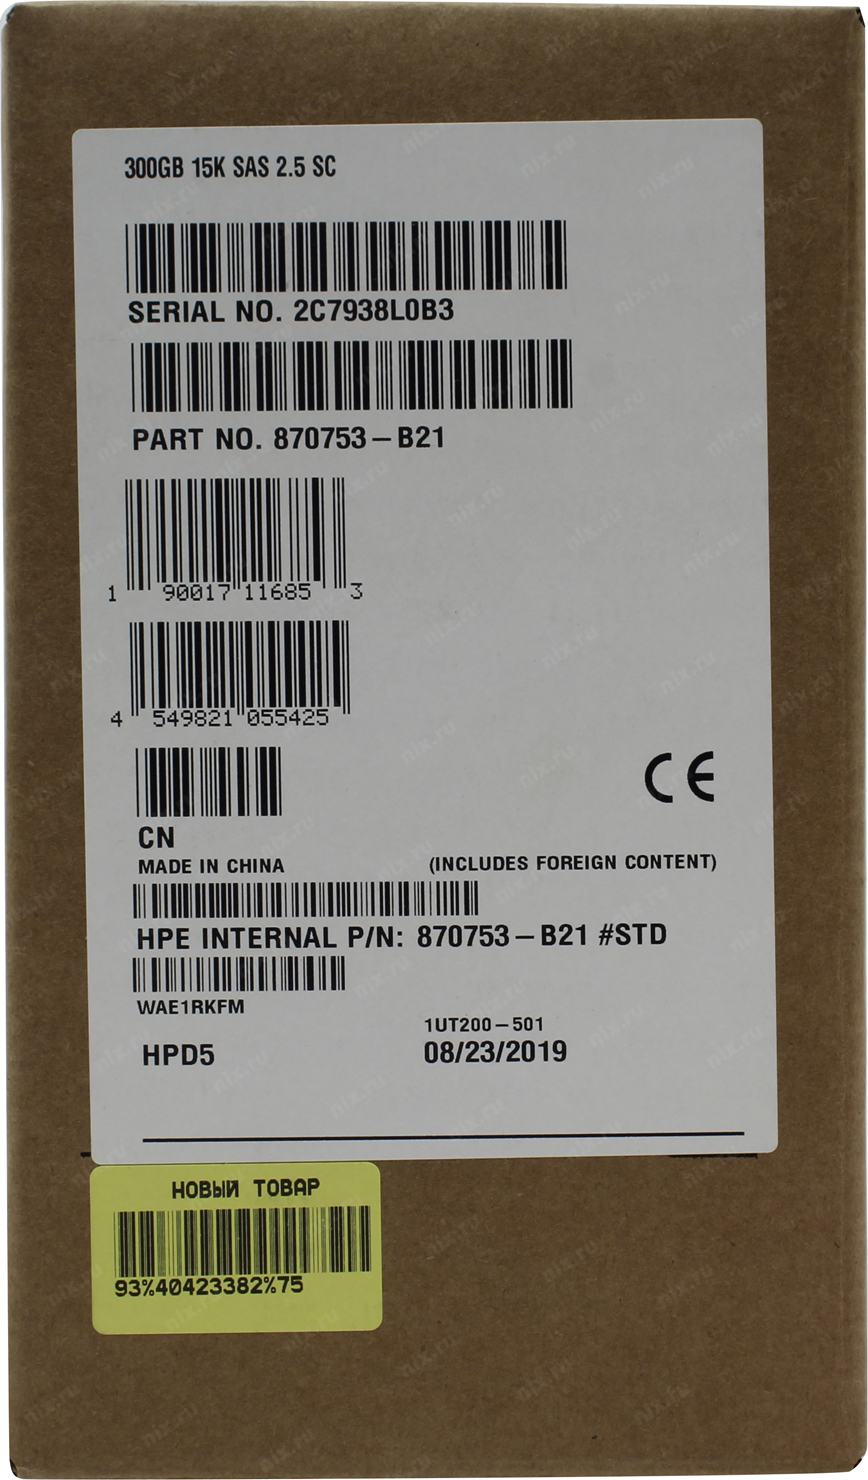 300GB 15K SAS 2.5 SC
SERIAL NO. 2C7938L0B3
PART NO. 870753-B21
1 90017 11685 3
4 549821 055425
CE
CN
MADE IN CHINA (INCLUDES FOREIGN CONTENT)
HPE INTERNAL P/N: 870753-B21 #STD
WAE1RKFM
1UT200-501
HPD5 08/23/2019
НОВЫЙ ТОВАР
93%40423382%75
nix.ru